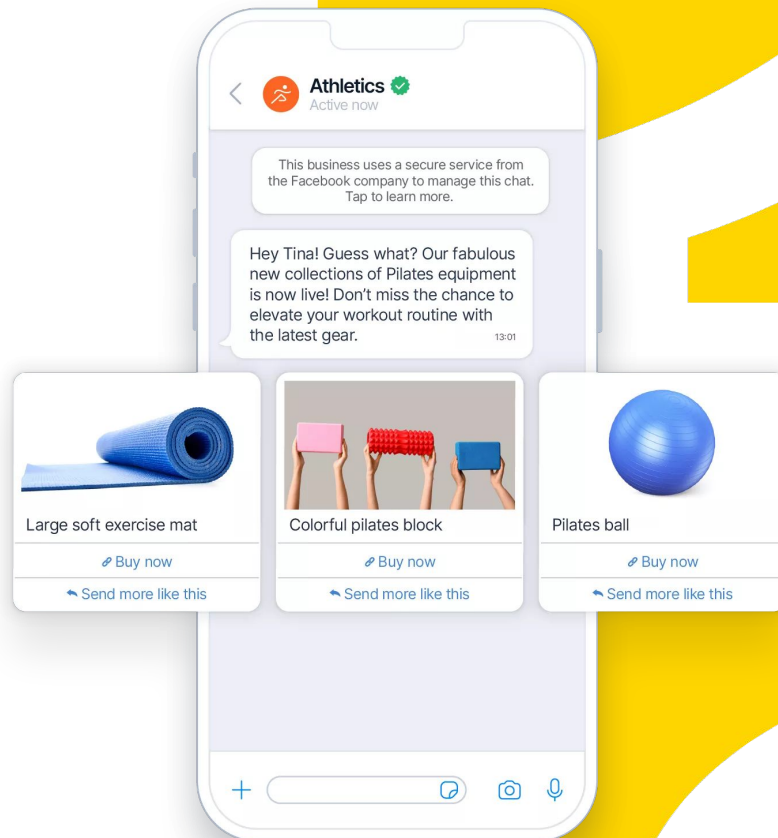 Athletics
Active now
This business uses a secure service from
the Facebook company to manage this chat.
Tap to learn more.
Hey Tina! Guess what? Our fabulous
new collections of Pilates equipment
is now live! Don’t miss the chance to
elevate your workout routine with
the latest gear.
13:01
Large soft exercise mat
Buy now
Send more like this
Colorful pilates block
Buy now
Send more like this
Pilates ball
Buy now
Send more like this